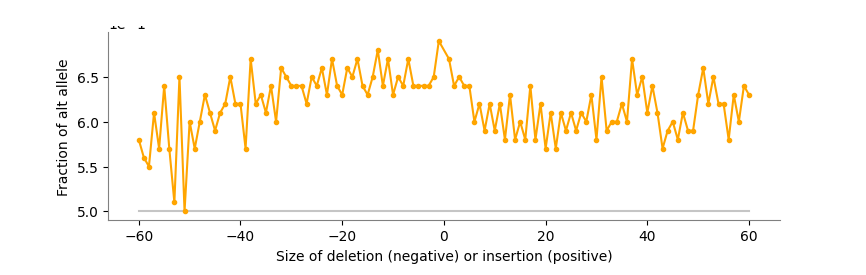 6.5
6.0
5.5
5.0
Fraction of alt allele
−60 −40 −20 0 20 40 60
Size of deletion (negative) or insertion (positive)